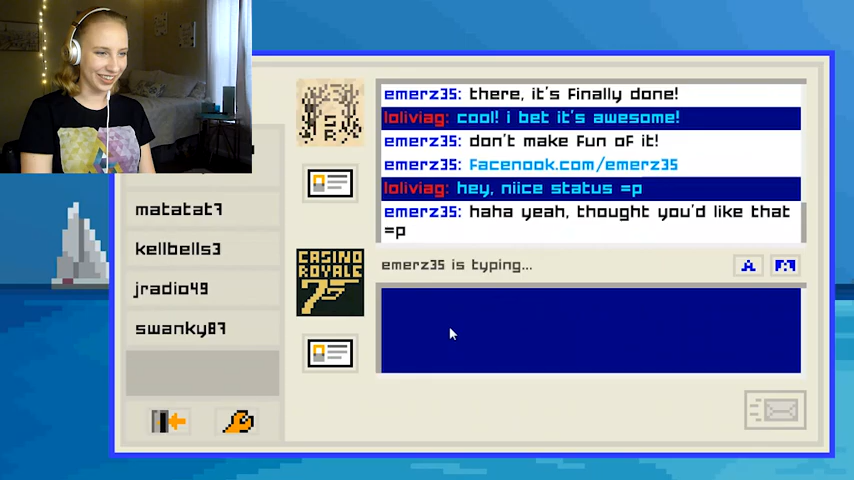 emerz35: there, it's finally done!
loliviag: cool! i bet it's awesome!
emerz35: don't make fun of it!
emerz35: facenook.com/emerz35
loliviag: hey, niice status =p
emerz35: haha yeah, thought you'd like that
=p
emerz35 is typing...
A
matatat7
kellbells3
jradio49
swanky87
S
R
CASINO
ROYALE
7